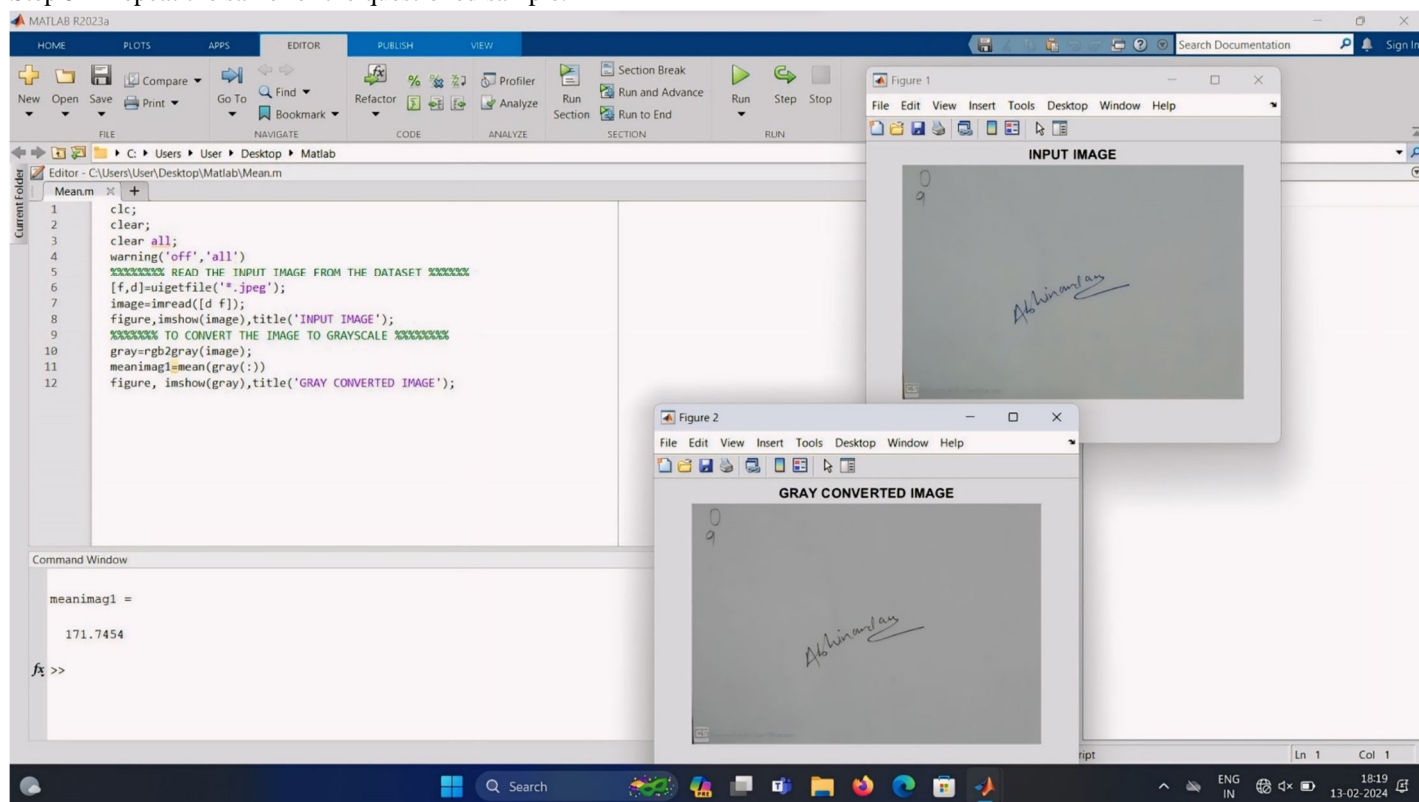 MATLAB R2023a
HOME PLOTS APPS EDITOR PUBLISH VIEW
Search Documentation
Sign In
New Open Save Compare Print
Go To Find Bookmark
Refactor
Profiler
Analyze
Run Section
Section Break
Run and Advance
Run to End
Run Step Stop
FILE NAVIGATE CODE ANALYZE SECTION RUN
C: Users User Desktop Matlab
Current Folder
Editor - C:\Users\User\Desktop\Matlab\Mean.m
Mean.m
1 clc;
2 clear;
3 clear all;
4 warning('off','all')
5 %%%%%%%% READ THE INPUT IMAGE FROM THE DATASET %%%%%%
6 [f,d]=uigetfile('*.jpeg');
7 image=imread([d f]);
8 figure,imshow(image),title('INPUT IMAGE');
9 %%%%%%% TO CONVERT THE IMAGE TO GRAYSCALE %%%%%%%%
10 gray=rgb2gray(image);
11 meanimag1=mean(gray(:))
12 figure, imshow(gray),title('GRAY CONVERTED IMAGE');
Figure 1
File Edit View Insert Tools Desktop Window Help
INPUT IMAGE
0
9
Abhinandan
CS
Figure 2
File Edit View Insert Tools Desktop Window Help
GRAY CONVERTED IMAGE
0
9
Abhinandan
CS
Command Window
meanimag1 =
171.7454
fx >>
Ln 1 Col 1
Search
ENG
IN
18:19
13-02-2024